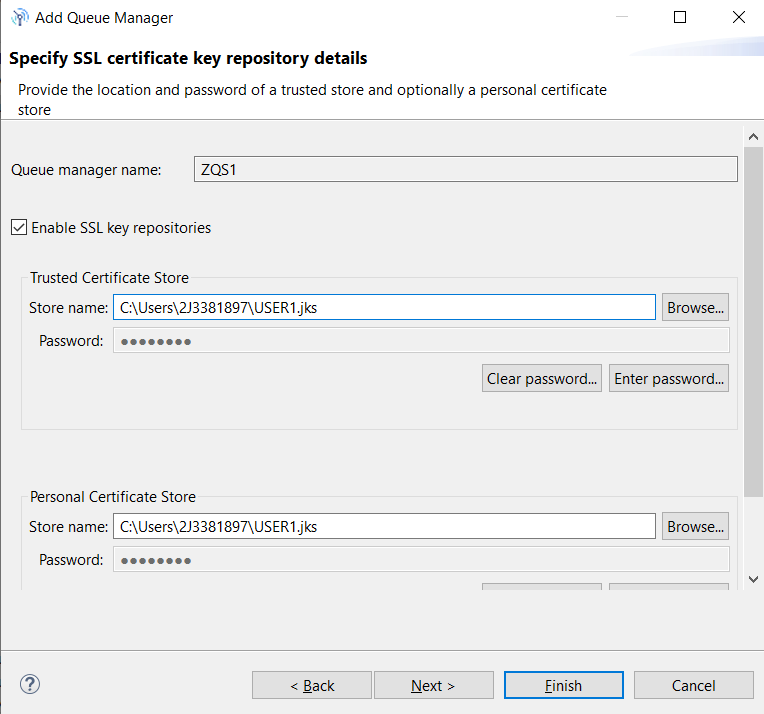 Add Queue Manager
Specify SSL certificate key repository details
Provide the location and password of a trusted store and optionally a personal certificate
store
Queue manager name: ZQS1
Enable SSL key repositories
Trusted Certificate Store
Store name: C:\Users\2J3381897\USER1.jks Browse...
Password: ●●●●●●●●
Clear password... Enter password...
Personal Certificate Store
Store name: C:\Users\2J3381897\USER1.jks Browse...
Password: ●●●●●●●●
? < Back Next > Finish Cancel